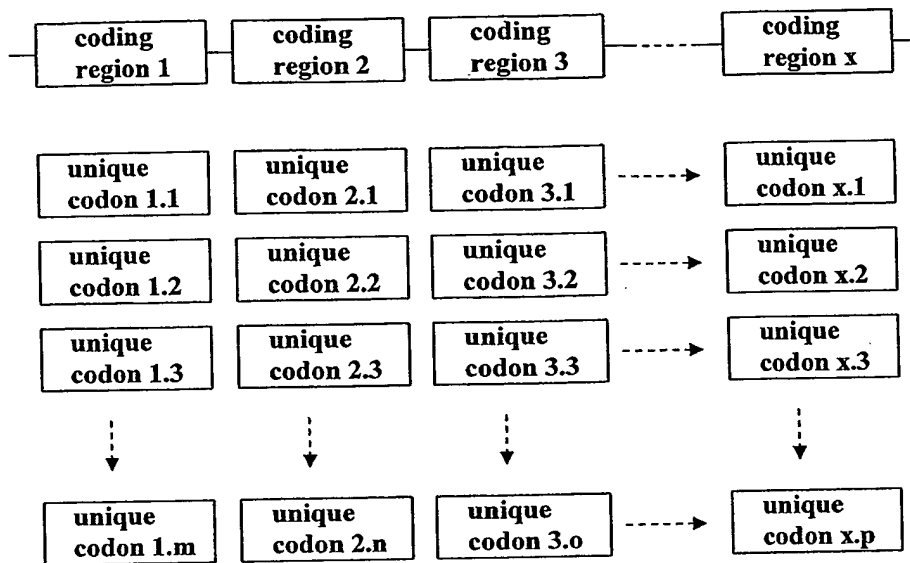 coding
region 1
coding
region 2
coding
region 3
coding
region x
unique
codon 1.1
unique
codon 2.1
unique
codon 3.1
unique
codon x.1
unique
codon 1.2
unique
codon 2.2
unique
codon 3.2
unique
codon x.2
unique
codon 1.3
unique
codon 2.3
unique
codon 3.3
unique
codon x.3
unique
codon 1.m
unique
codon 2.n
unique
codon 3.o
unique
codon x.p